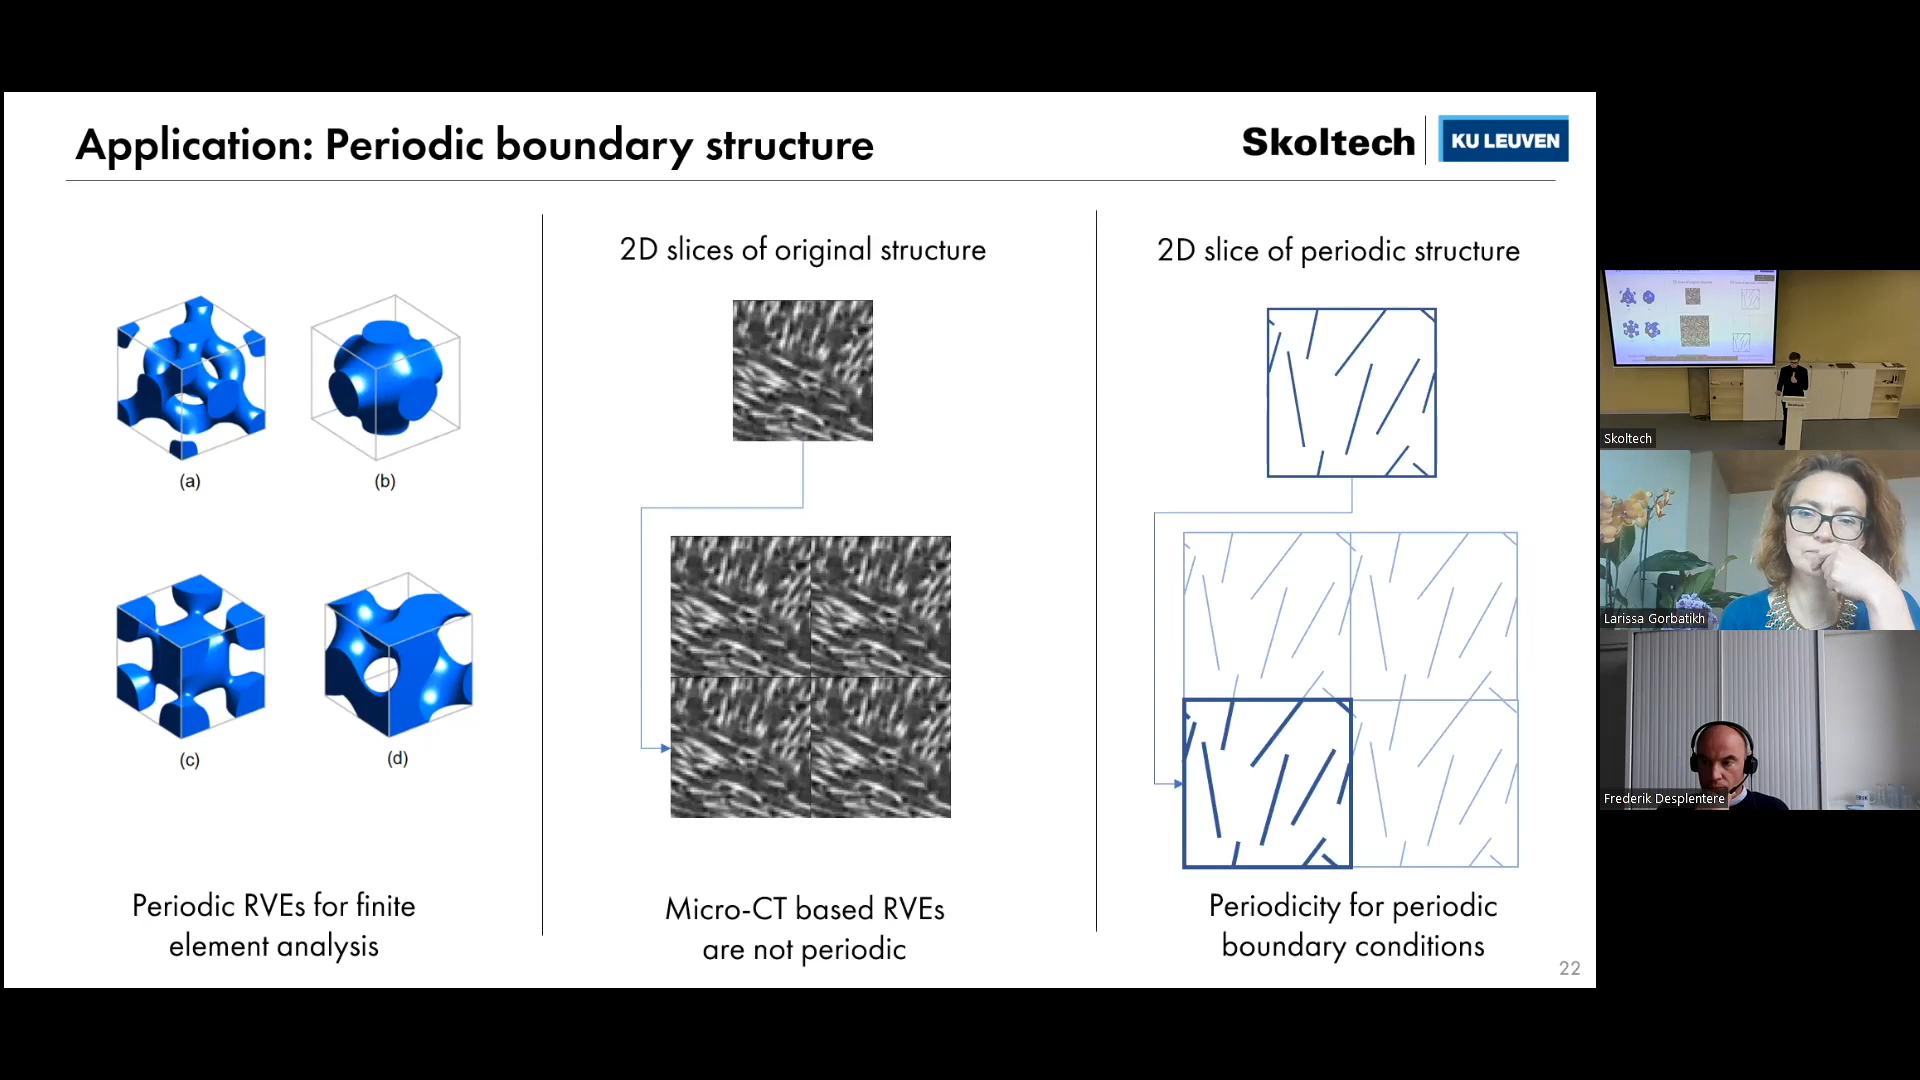 Application: Periodic boundary structure
Skoltech
KU LEUVEN
(a)
(b)
(c)
(d)
Periodic RVEs for finite
element analysis
2D slices of original structure
Micro-CT based RVEs
are not periodic
2D slice of periodic structure
Periodicity for periodic
boundary conditions
22
Skoltech
Larissa Gorbatikh
Frederik Desplentere